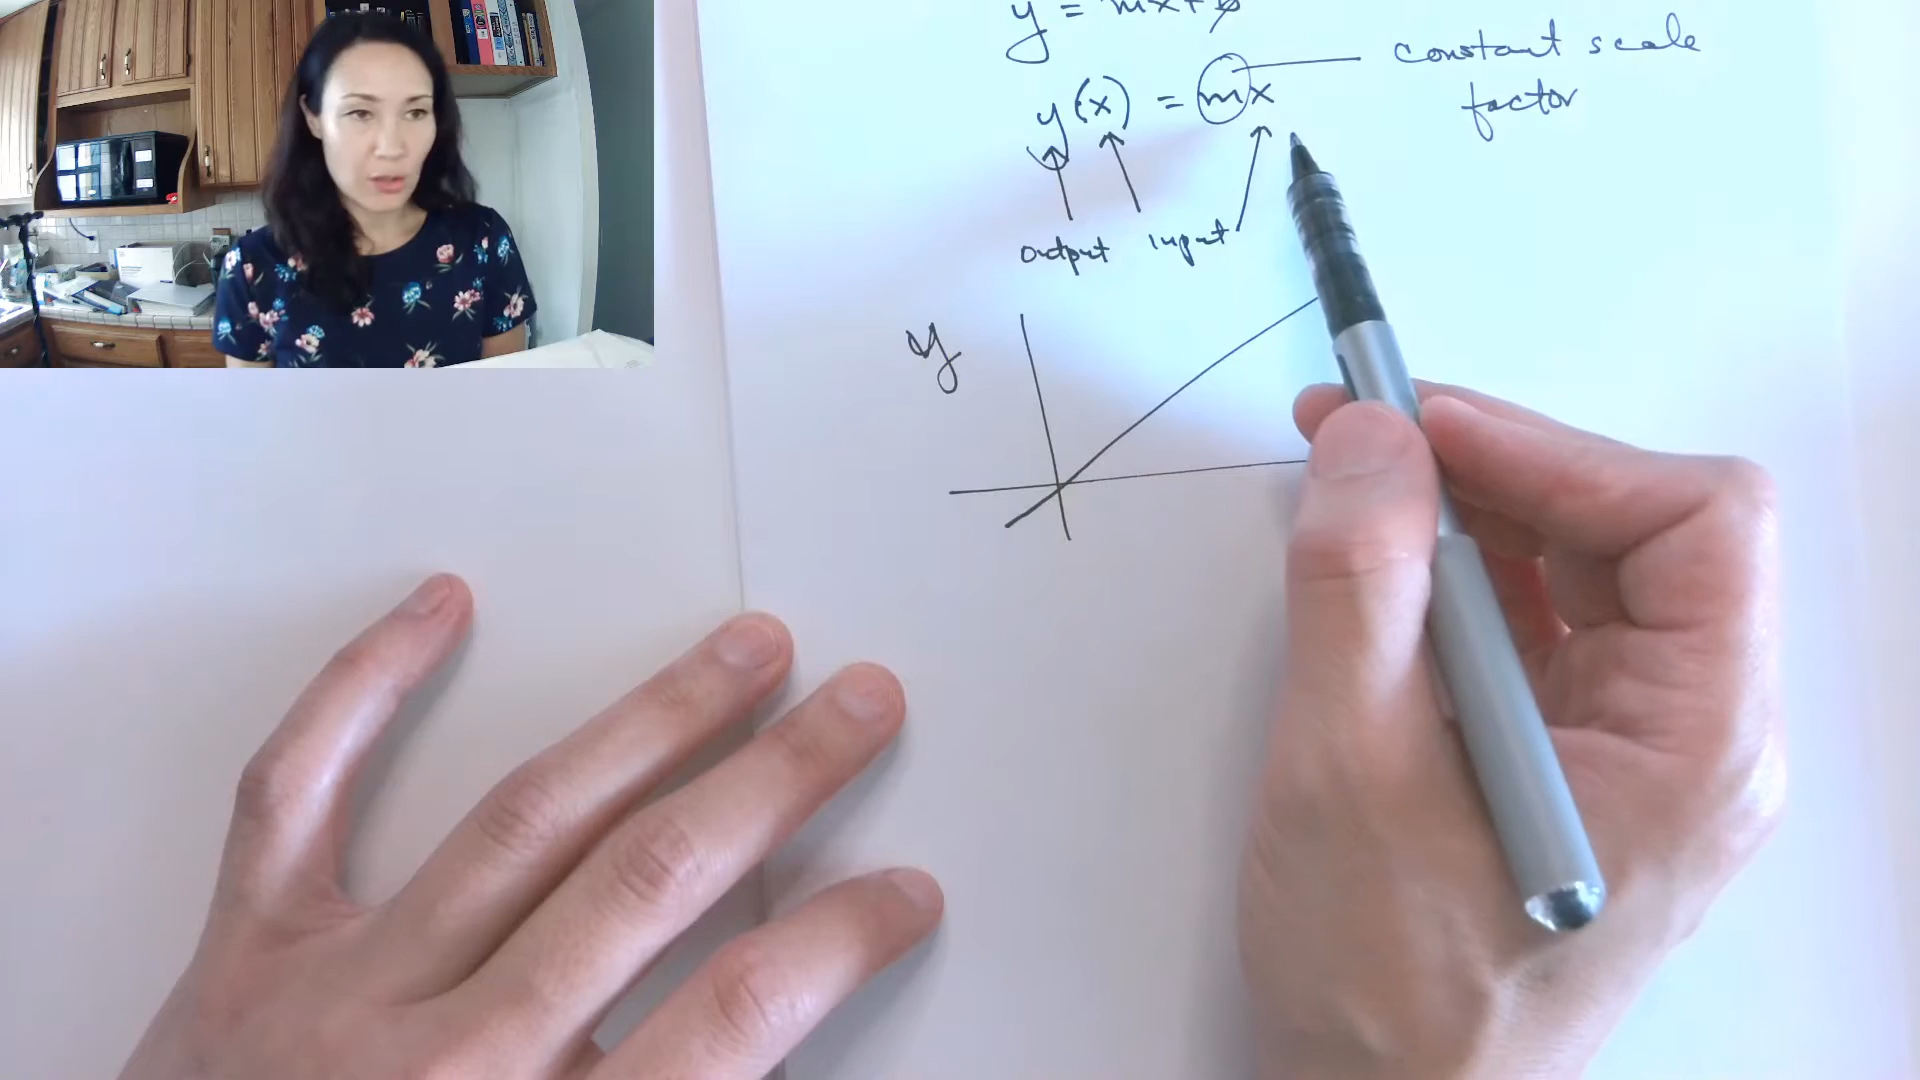 y = mx + b
y(x) = mx
constant scale
factor
output input
y